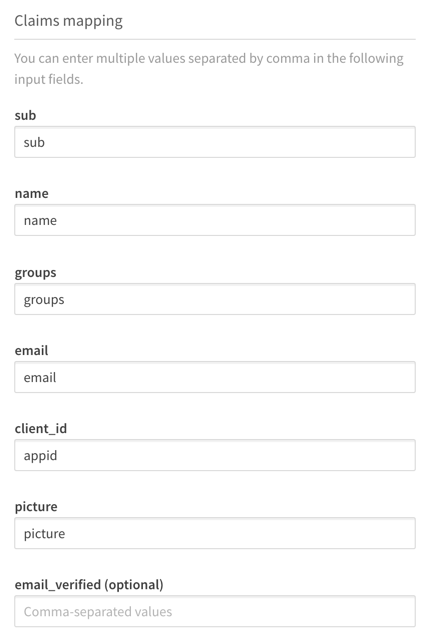 Claims mapping
You can enter multiple values separated by comma in the following
input fields.
sub
sub
name
name
groups
groups
email
email
client_id
appid
picture
picture
email_verified (optional)
Comma-separated values